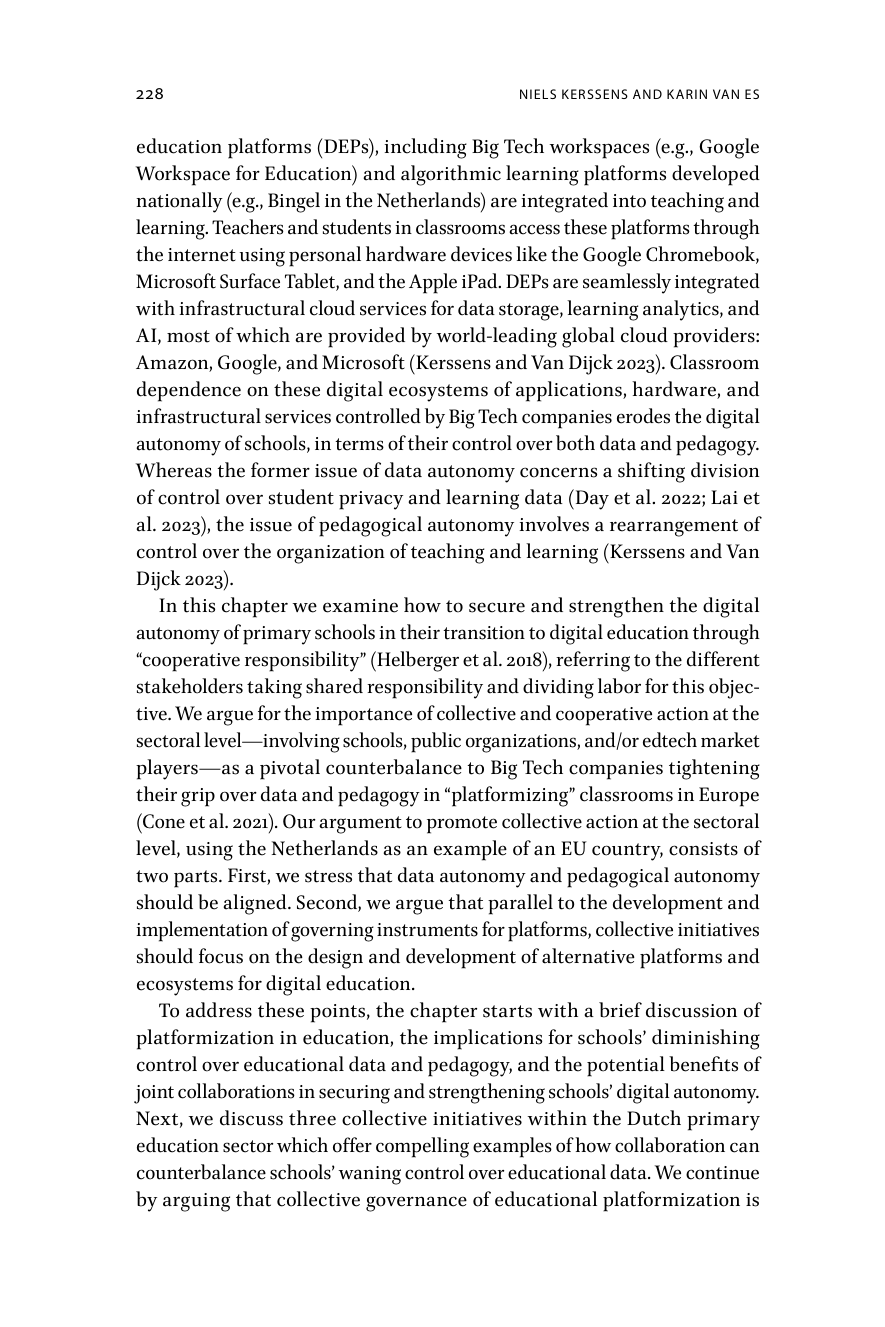 228
NIELS KERSSENS AND KARIN VAN ES
education platforms (DEPs), including Big Tech workspaces (e.g., Google
Workspace for Education) and algorithmic learning platforms developed
nationally (e.g., Bingel in the Netherlands) are integrated into teaching and
learning. Teachers and students in classrooms access these platforms through
the internet using personal hardware devices like the Google Chromebook,
Microsoft Surface Tablet, and the Apple iPad. DEPs are seamlessly integrated
with infrastructural cloud services for data storage, learning analytics, and
AI, most of which are provided by world-leading global cloud providers:
Amazon, Google, and Microsoft (Kerssens and Van Dijck 2023). Classroom
dependence on these digital ecosystems of applications, hardware, and
infrastructural services controlled by Big Tech companies erodes the digital
autonomy of schools, in terms of their control over both data and pedagogy.
Whereas the former issue of data autonomy concerns a shifting division
of control over student privacy and learning data (Day et al. 2022; Lai et
al. 2023), the issue of pedagogical autonomy involves a rearrangement of
control over the organization of teaching and learning (Kerssens and Van
Dijck 2023).
In this chapter we examine how to secure and strengthen the digital
autonomy of primary schools in their transition to digital education through
“cooperative responsibility” (Helberger et al. 2018), referring to the different
stakeholders taking shared responsibility and dividing labor for this objec-
tive. We argue for the importance of collective and cooperative action at the
sectoral level—involving schools, public organizations, and/or edtech market
players—as a pivotal counterbalance to Big Tech companies tightening
their grip over data and pedagogy in “platformizing” classrooms in Europe
(Cone et al. 2021). Our argument to promote collective action at the sectoral
level, using the Netherlands as an example of an EU country, consists of
two parts. First, we stress that data autonomy and pedagogical autonomy
should be aligned. Second, we argue that parallel to the development and
implementation of governing instruments for platforms, collective initiatives
should focus on the design and development of alternative platforms and
ecosystems for digital education.
To address these points, the chapter starts with a brief discussion of
platformization in education, the implications for schools’ diminishing
control over educational data and pedagogy, and the potential benefits of
joint collaborations in securing and strengthening schools’ digital autonomy.
Next, we discuss three collective initiatives within the Dutch primary
education sector which offer compelling examples of how collaboration can
counterbalance schools’ waning control over educational data. We continue
by arguing that collective governance of educational platformization is